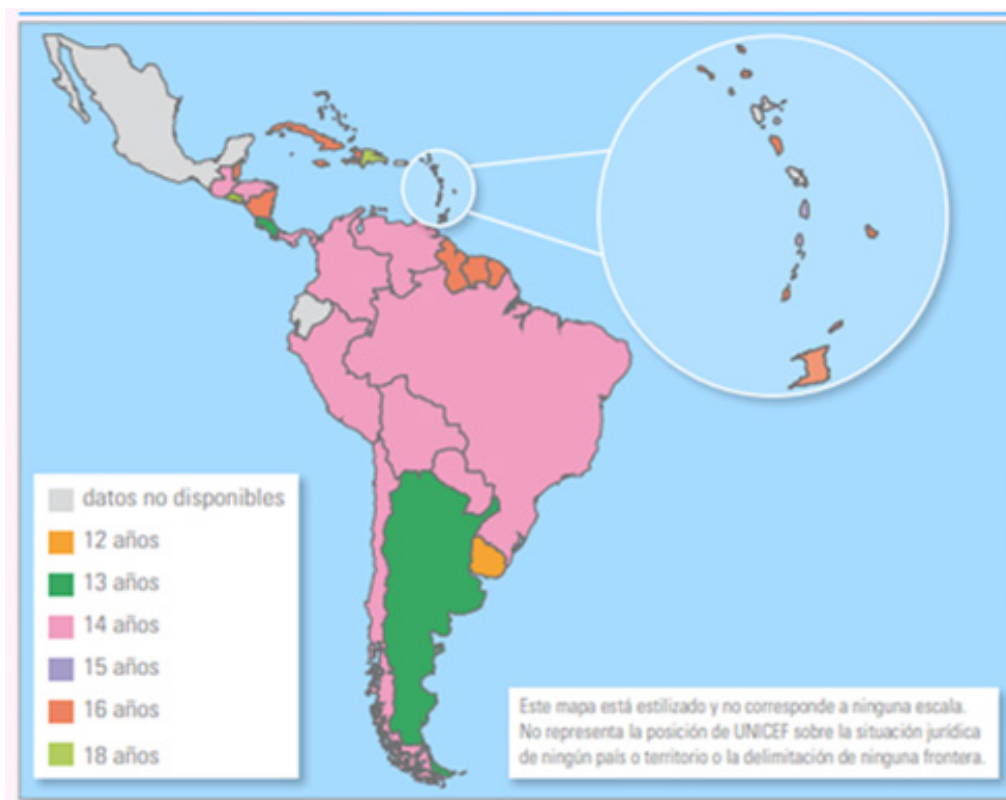 datos no disponibles
12 años
13 años
14 años
15 años
16 años
18 años
Este mapa está estilizado y no corresponde a ninguna escala.
No representa la posición de UNICEF sobre la situación jurídica
de ningún país o territorio o la delimitación de ninguna frontera.